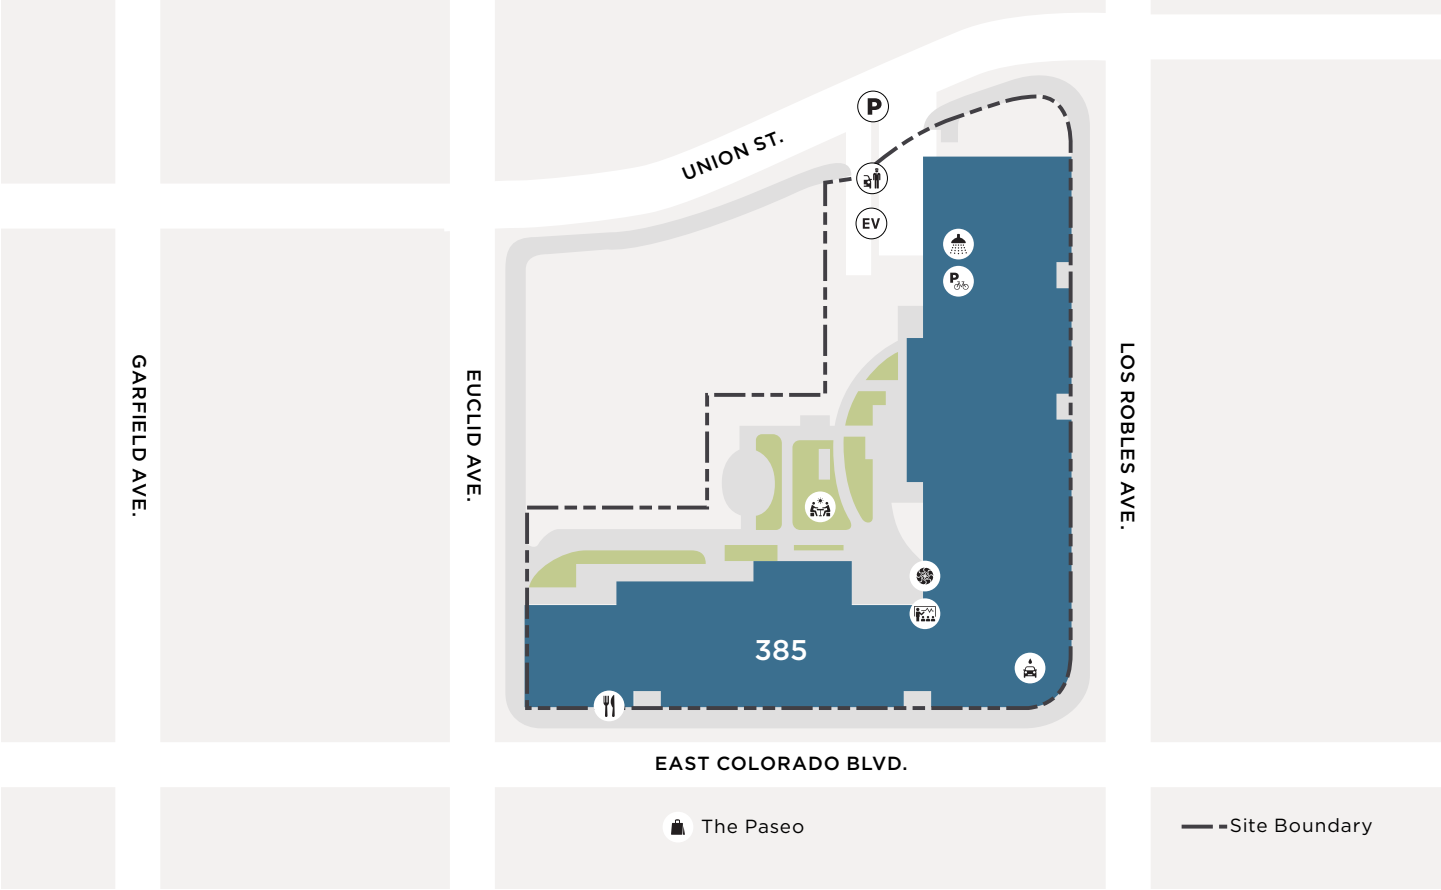 P
UNION ST.
EV
P
GARFIELD AVE.
EUCLID AVE.
LOS ROBLES AVE.
385
EAST COLORADO BLVD.
The Paseo
Site Boundary